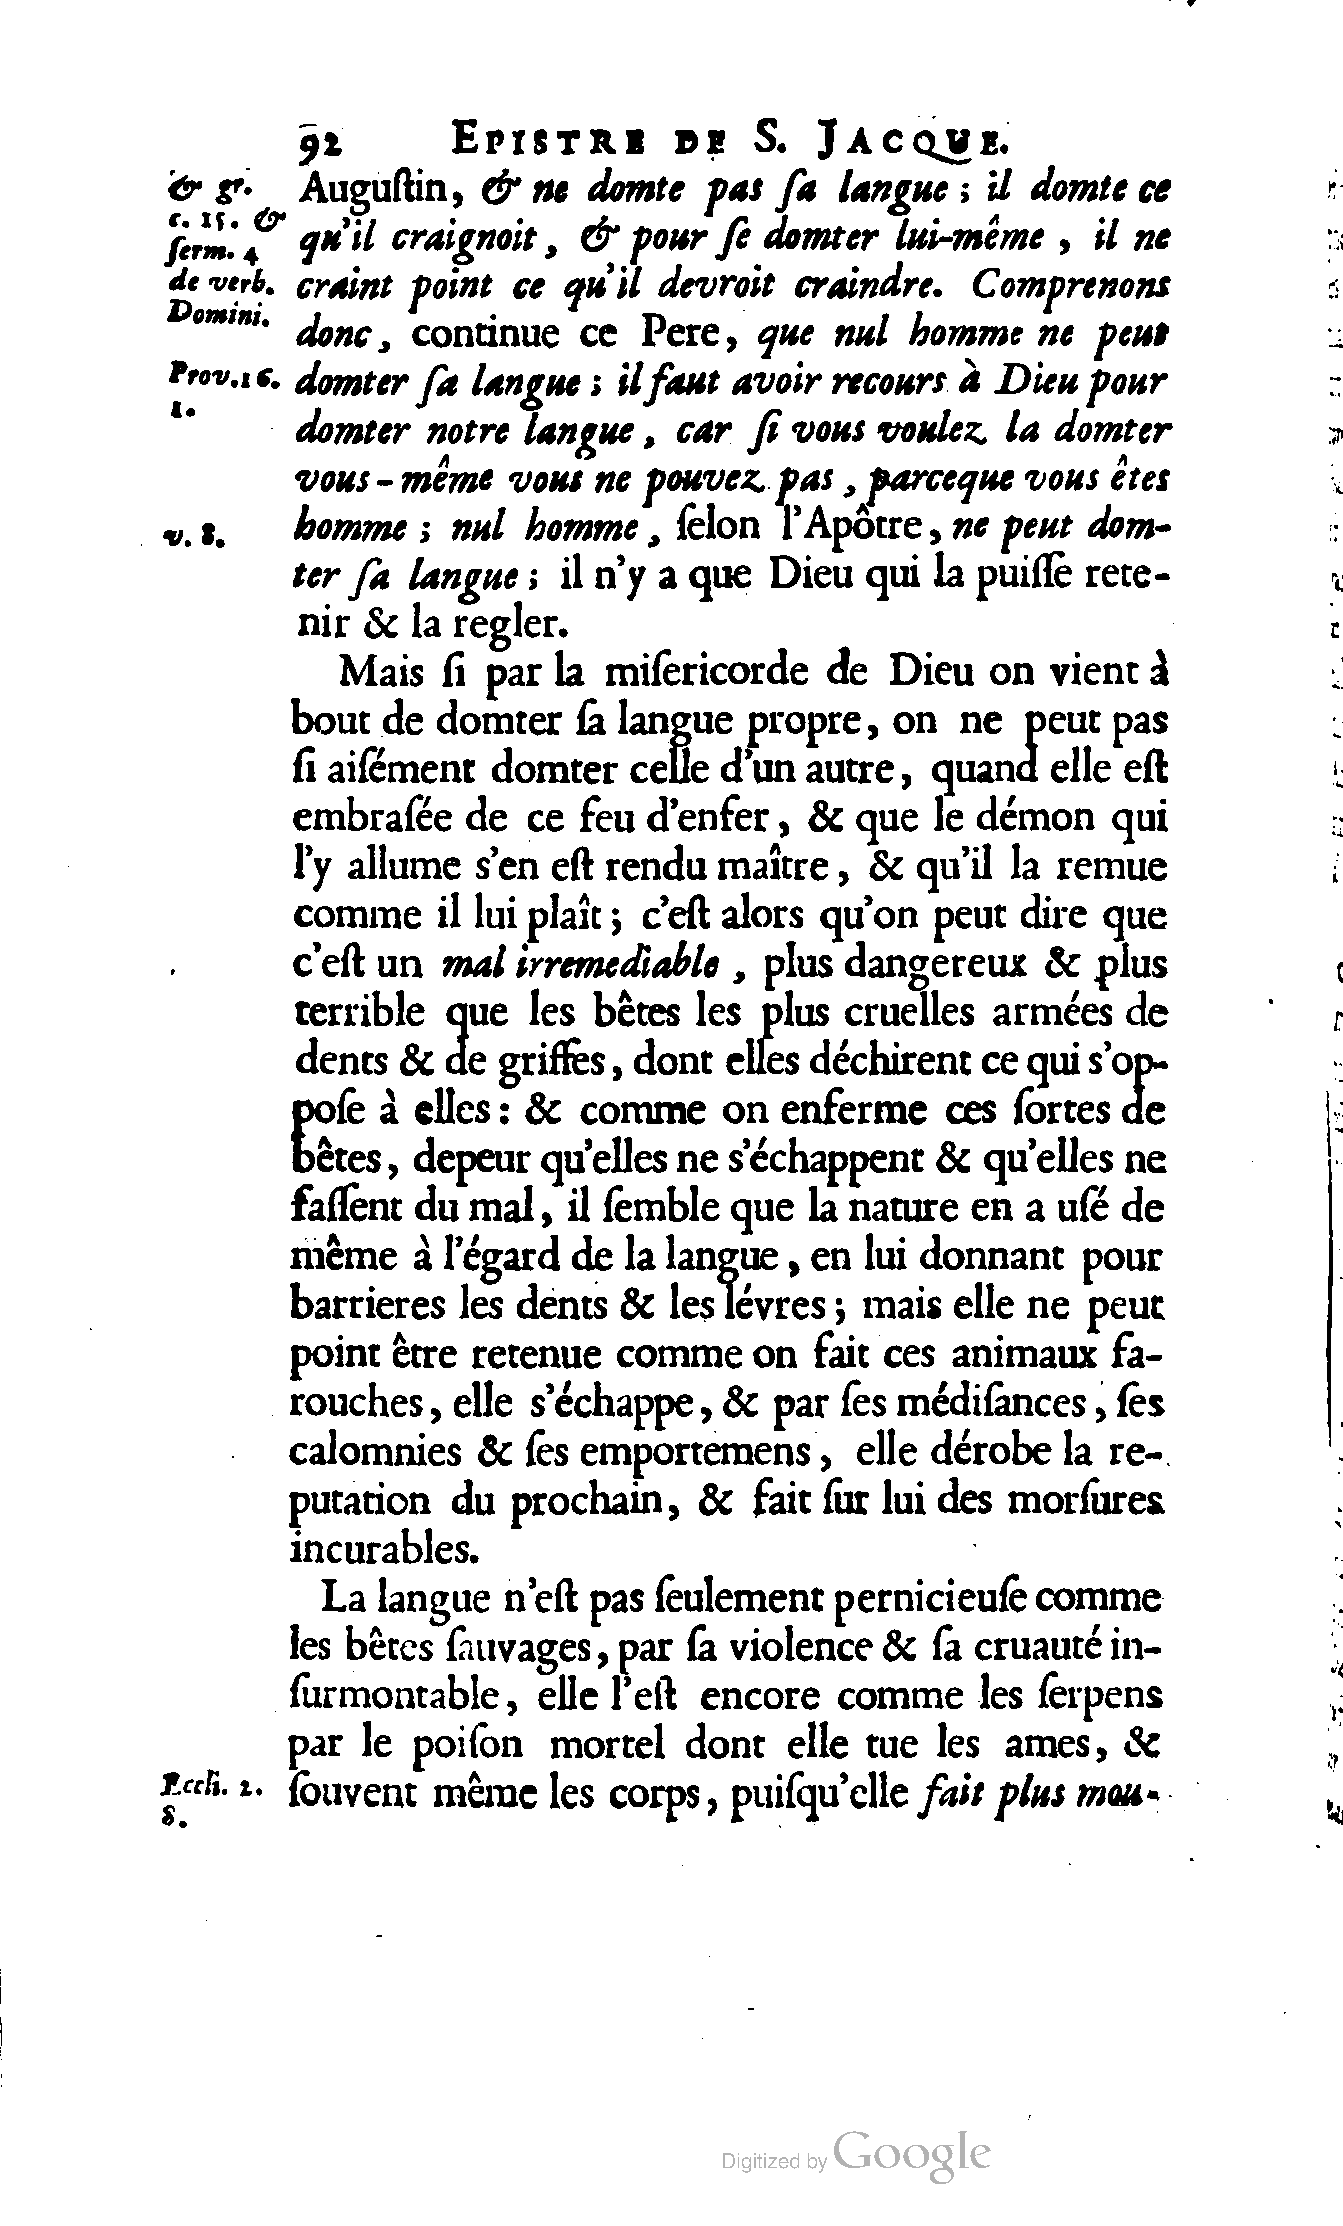 92 EPISTRE DE S. JACQUE.
& gr.
c. 15. &
ſerm. 4
de verb.
Domini.
Prov. 16.
1.
v. 8.
Auguſtin, & ne domte pas ſa langue ; il domte ce
qu'il craignoit, & pour ſe domter lui-même, il ne
craint point ce qu'il devroit craindre. Comprenons
donc, continue ce Pere, que nul homme ne peut
domter ſa langue ; il faut avoir recours à Dieu pour
domter notre langue, car ſi vous voulez la domter
vous-même vous ne pouvez pas, parceque vous êtes
homme ; nul homme, ſelon l'Apôtre, ne peut dom-
ter ſa langue ; il n'y a que Dieu qui la puiſſe rete-
nir & la regler.
Mais ſi par la miſericorde de Dieu on vient à
bout de domter ſa langue propre, on ne peut pas
ſi aiſément domter celle d'un autre, quand elle eſt
embraſée de ce feu d'enfer, & que le démon qui
l'y allume s'en eſt rendu maître, & qu'il la remue
comme il lui plaît ; c'eſt alors qu'on peut dire que
c'eſt un mal irremediable, plus dangereux & plus
terrible que les bêtes les plus cruelles armées de
dents & de griffes, dont elles déchirent ce qui s'op-
poſe à elles : & comme on enferme ces ſortes de
bêtes, depeur qu'elles ne s'échappent & qu'elles ne
faſſent du mal, il ſemble que la nature en a uſé de
même à l'égard de la langue, en lui donnant pour
barrieres les dents & les lévres ; mais elle ne peut
point être retenue comme on fait ces animaux fa-
rouches, elle s'échappe, & par ſes médiſances, ſes
calomnies & ſes emportemens, elle dérobe la re-
putation du prochain, & fait ſur lui des morſures
incurables.
La langue n'eſt pas ſeulement pernicieuſe comme
les bêtes ſauvages, par ſa violence & ſa cruauté in-
ſurmontable, elle l'eſt encore comme les ſerpens
par le poiſon mortel dont elle tue les ames, &
ſouvent même les corps, puiſqu'elle fait plus mou-
Eccli. 2.
8.
Digitized by Google